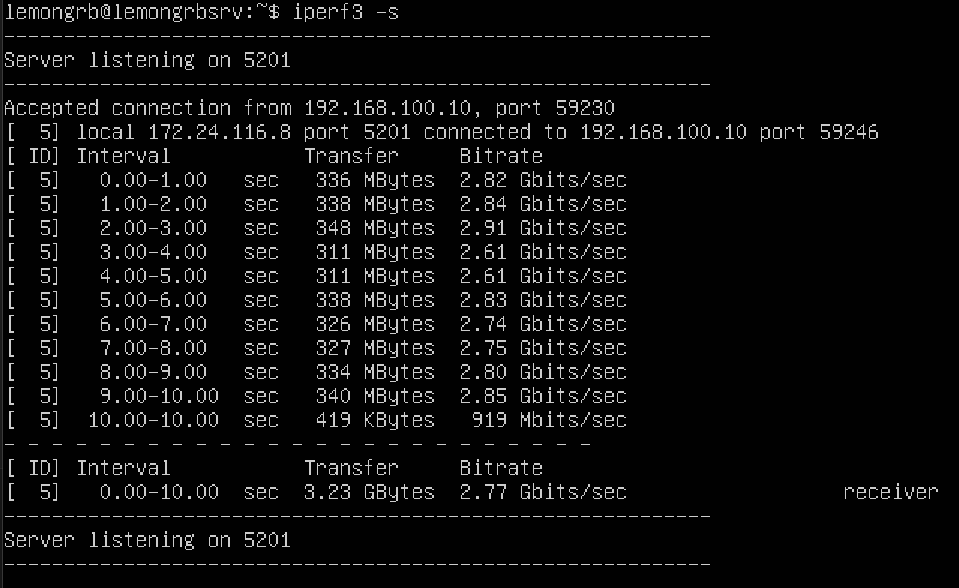 lemongrb@lemongrbsrv:~$ iperf3 -s
-----------------------------------------------------------
Server listening on 5201
-----------------------------------------------------------
Accepted connection from 192.168.100.10, port 59230
[  5] local 172.24.116.8 port 5201 connected to 192.168.100.10 port 59246
[ ID] Interval           Transfer     Bitrate
[  5]   0.00-1.00   sec   336 MBytes  2.82 Gbits/sec
[  5]   1.00-2.00   sec   338 MBytes  2.84 Gbits/sec
[  5]   2.00-3.00   sec   348 MBytes  2.91 Gbits/sec
[  5]   3.00-4.00   sec   311 MBytes  2.61 Gbits/sec
[  5]   4.00-5.00   sec   311 MBytes  2.61 Gbits/sec
[  5]   5.00-6.00   sec   338 MBytes  2.83 Gbits/sec
[  5]   6.00-7.00   sec   326 MBytes  2.74 Gbits/sec
[  5]   7.00-8.00   sec   327 MBytes  2.75 Gbits/sec
[  5]   8.00-9.00   sec   334 MBytes  2.80 Gbits/sec
[  5]   9.00-10.00  sec   340 MBytes  2.85 Gbits/sec
[  5]  10.00-10.00  sec   419 KBytes   919 Mbits/sec
- - - - - - - - - - - - - - - - - - - - - - - - -
[ ID] Interval           Transfer     Bitrate
[  5]   0.00-10.00  sec  3.23 GBytes  2.77 Gbits/sec                  receiver
-----------------------------------------------------------
Server listening on 5201
-----------------------------------------------------------